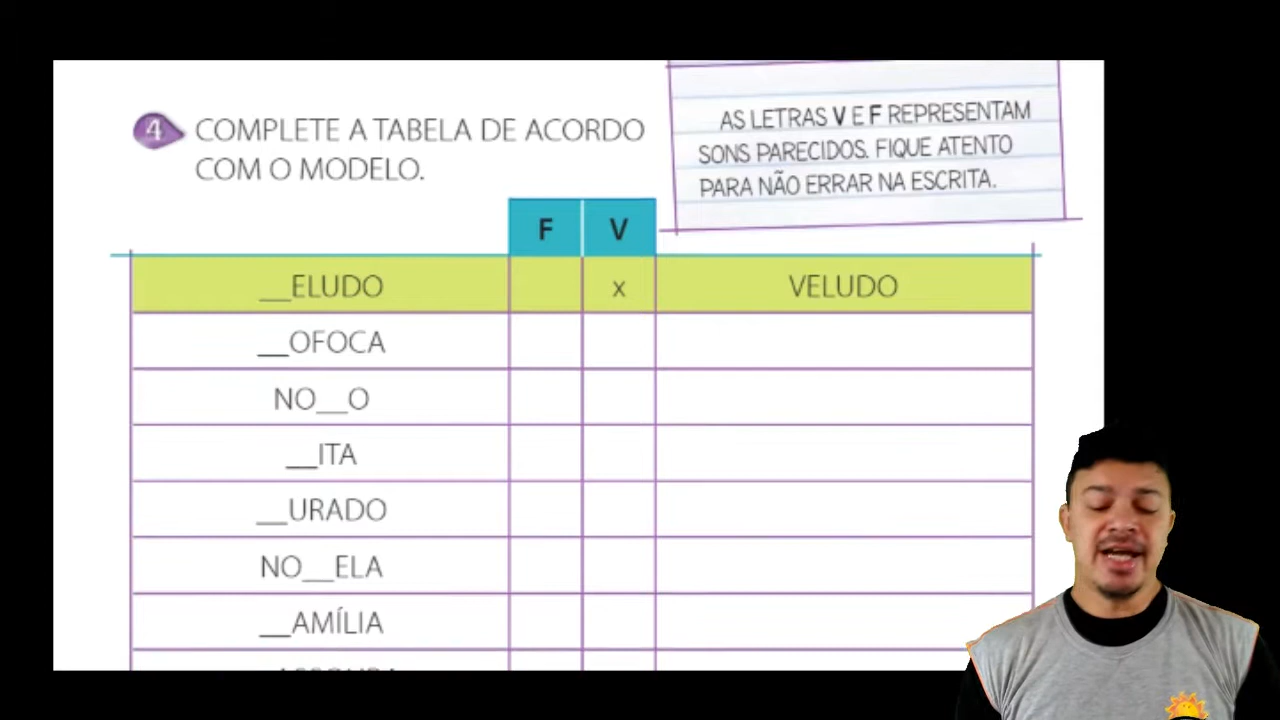 4 COMPLETE A TABELA DE ACORDO
COM O MODELO.
AS LETRAS V E F REPRESENTAM
SONS PARECIDOS. FIQUE ATENTO
PARA NÃO ERRAR NA ESCRITA.
F V
__ELUDO x VELUDO
__OFOCA
NO__O
__ITA
__URADO
NO__ELA
__AMÍLIA